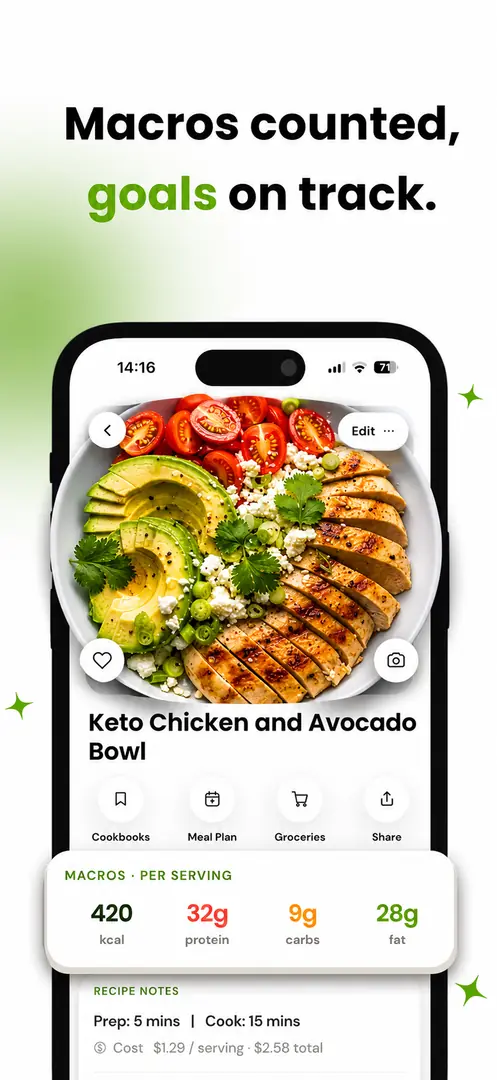 Macros counted,
goals on track.
14:16
71
Edit ···
Keto Chicken and Avocado
Bowl
Cookbooks
Meal Plan
Groceries
Share
MACROS · PER SERVING
420
32g
9g
28g
kcal
protein
carbs
fat
RECIPE NOTES
Prep: 5 mins | Cook: 15 mins
Cost $1.29 / serving · $2.58 total